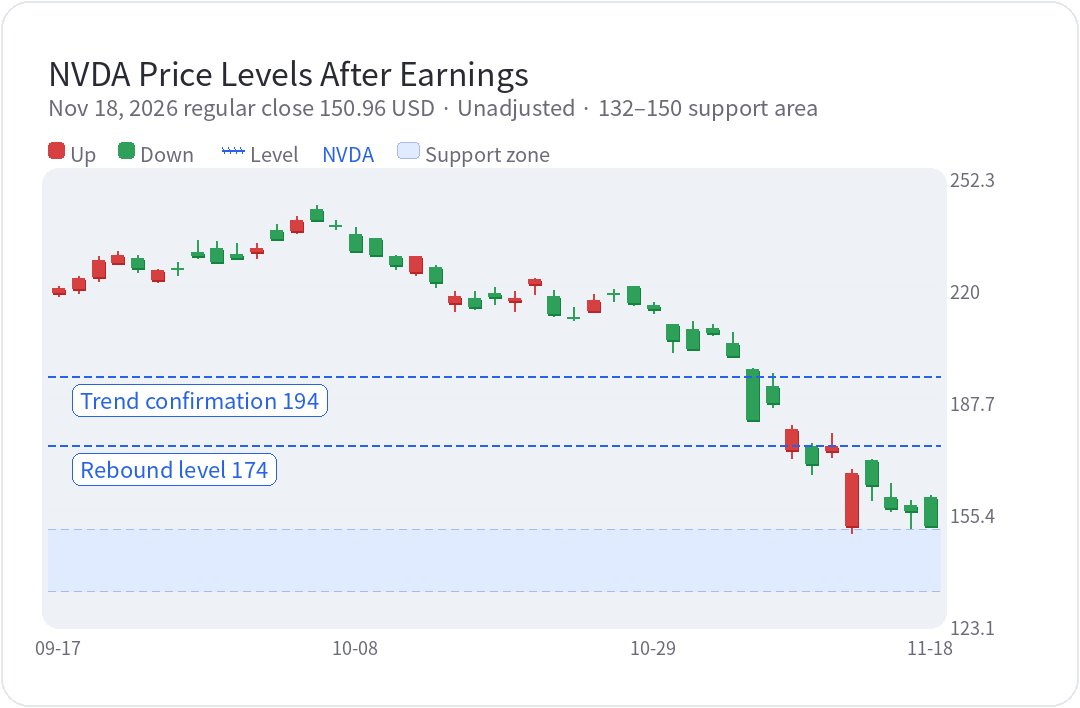 NVDA Price Levels After Earnings
Nov 18, 2026 regular close 150.96 USD · Unadjusted · 132–150 support area
Up Down Level NVDA Support zone
252.3
220
Trend confirmation 194
187.7
Rebound level 174
155.4
123.1
09-17 10-08 10-29 11-18